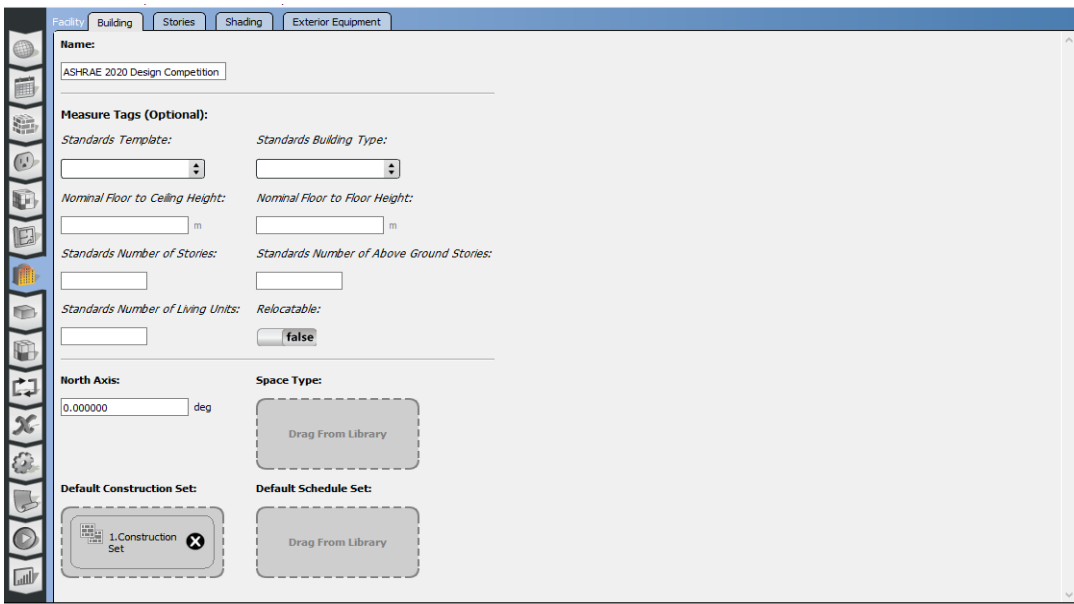 Facility Building Stories Shading Exterior Equipment
Name:
ASHRAE 2020 Design Competition
Measure Tags (Optional):
Standards Template: Standards Building Type:
Nominal Floor to Ceiling Height: Nominal Floor to Floor Height:
m m
Standards Number of Stories: Standards Number of Above Ground Stories:
Standards Number of Living Units: Relocatable:
false
North Axis: Space Type:
0.000000 deg
Drag From Library
Default Construction Set: Default Schedule Set:
1.Construction
Set
Drag From Library